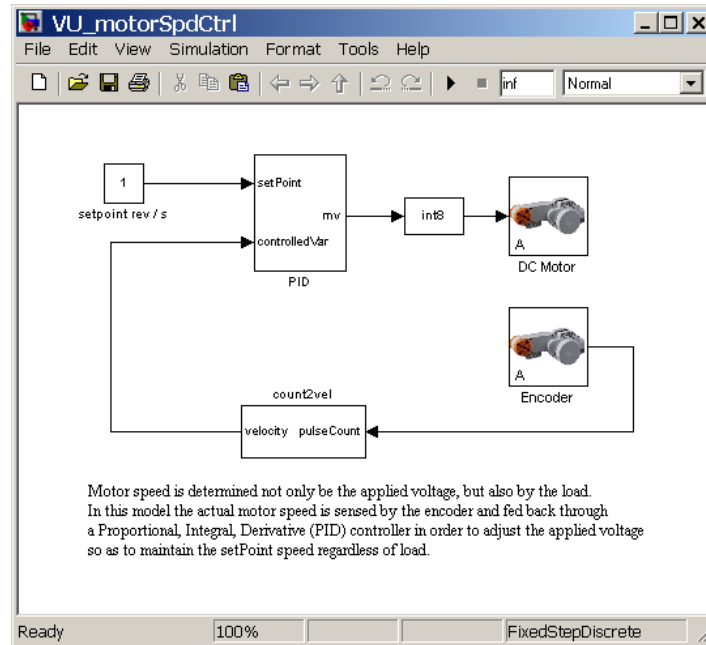 VU_motorSpdCtrl
File Edit View Simulation Format Tools Help
inf Normal
1
setpoint rev / s
setPoint
mv
controlledVar
PID
int8
A
DC Motor
A
Encoder
count2vel
velocity pulseCount
Motor speed is determined not only be the applied voltage, but also by the load.
In this model the actual motor speed is sensed by the encoder and fed back through
a Proportional, Integral, Derivative (PID) controller in order to adjust the applied voltage
so as to maintain the setPoint speed regardless of load.
Ready 100% FixedStepDiscrete